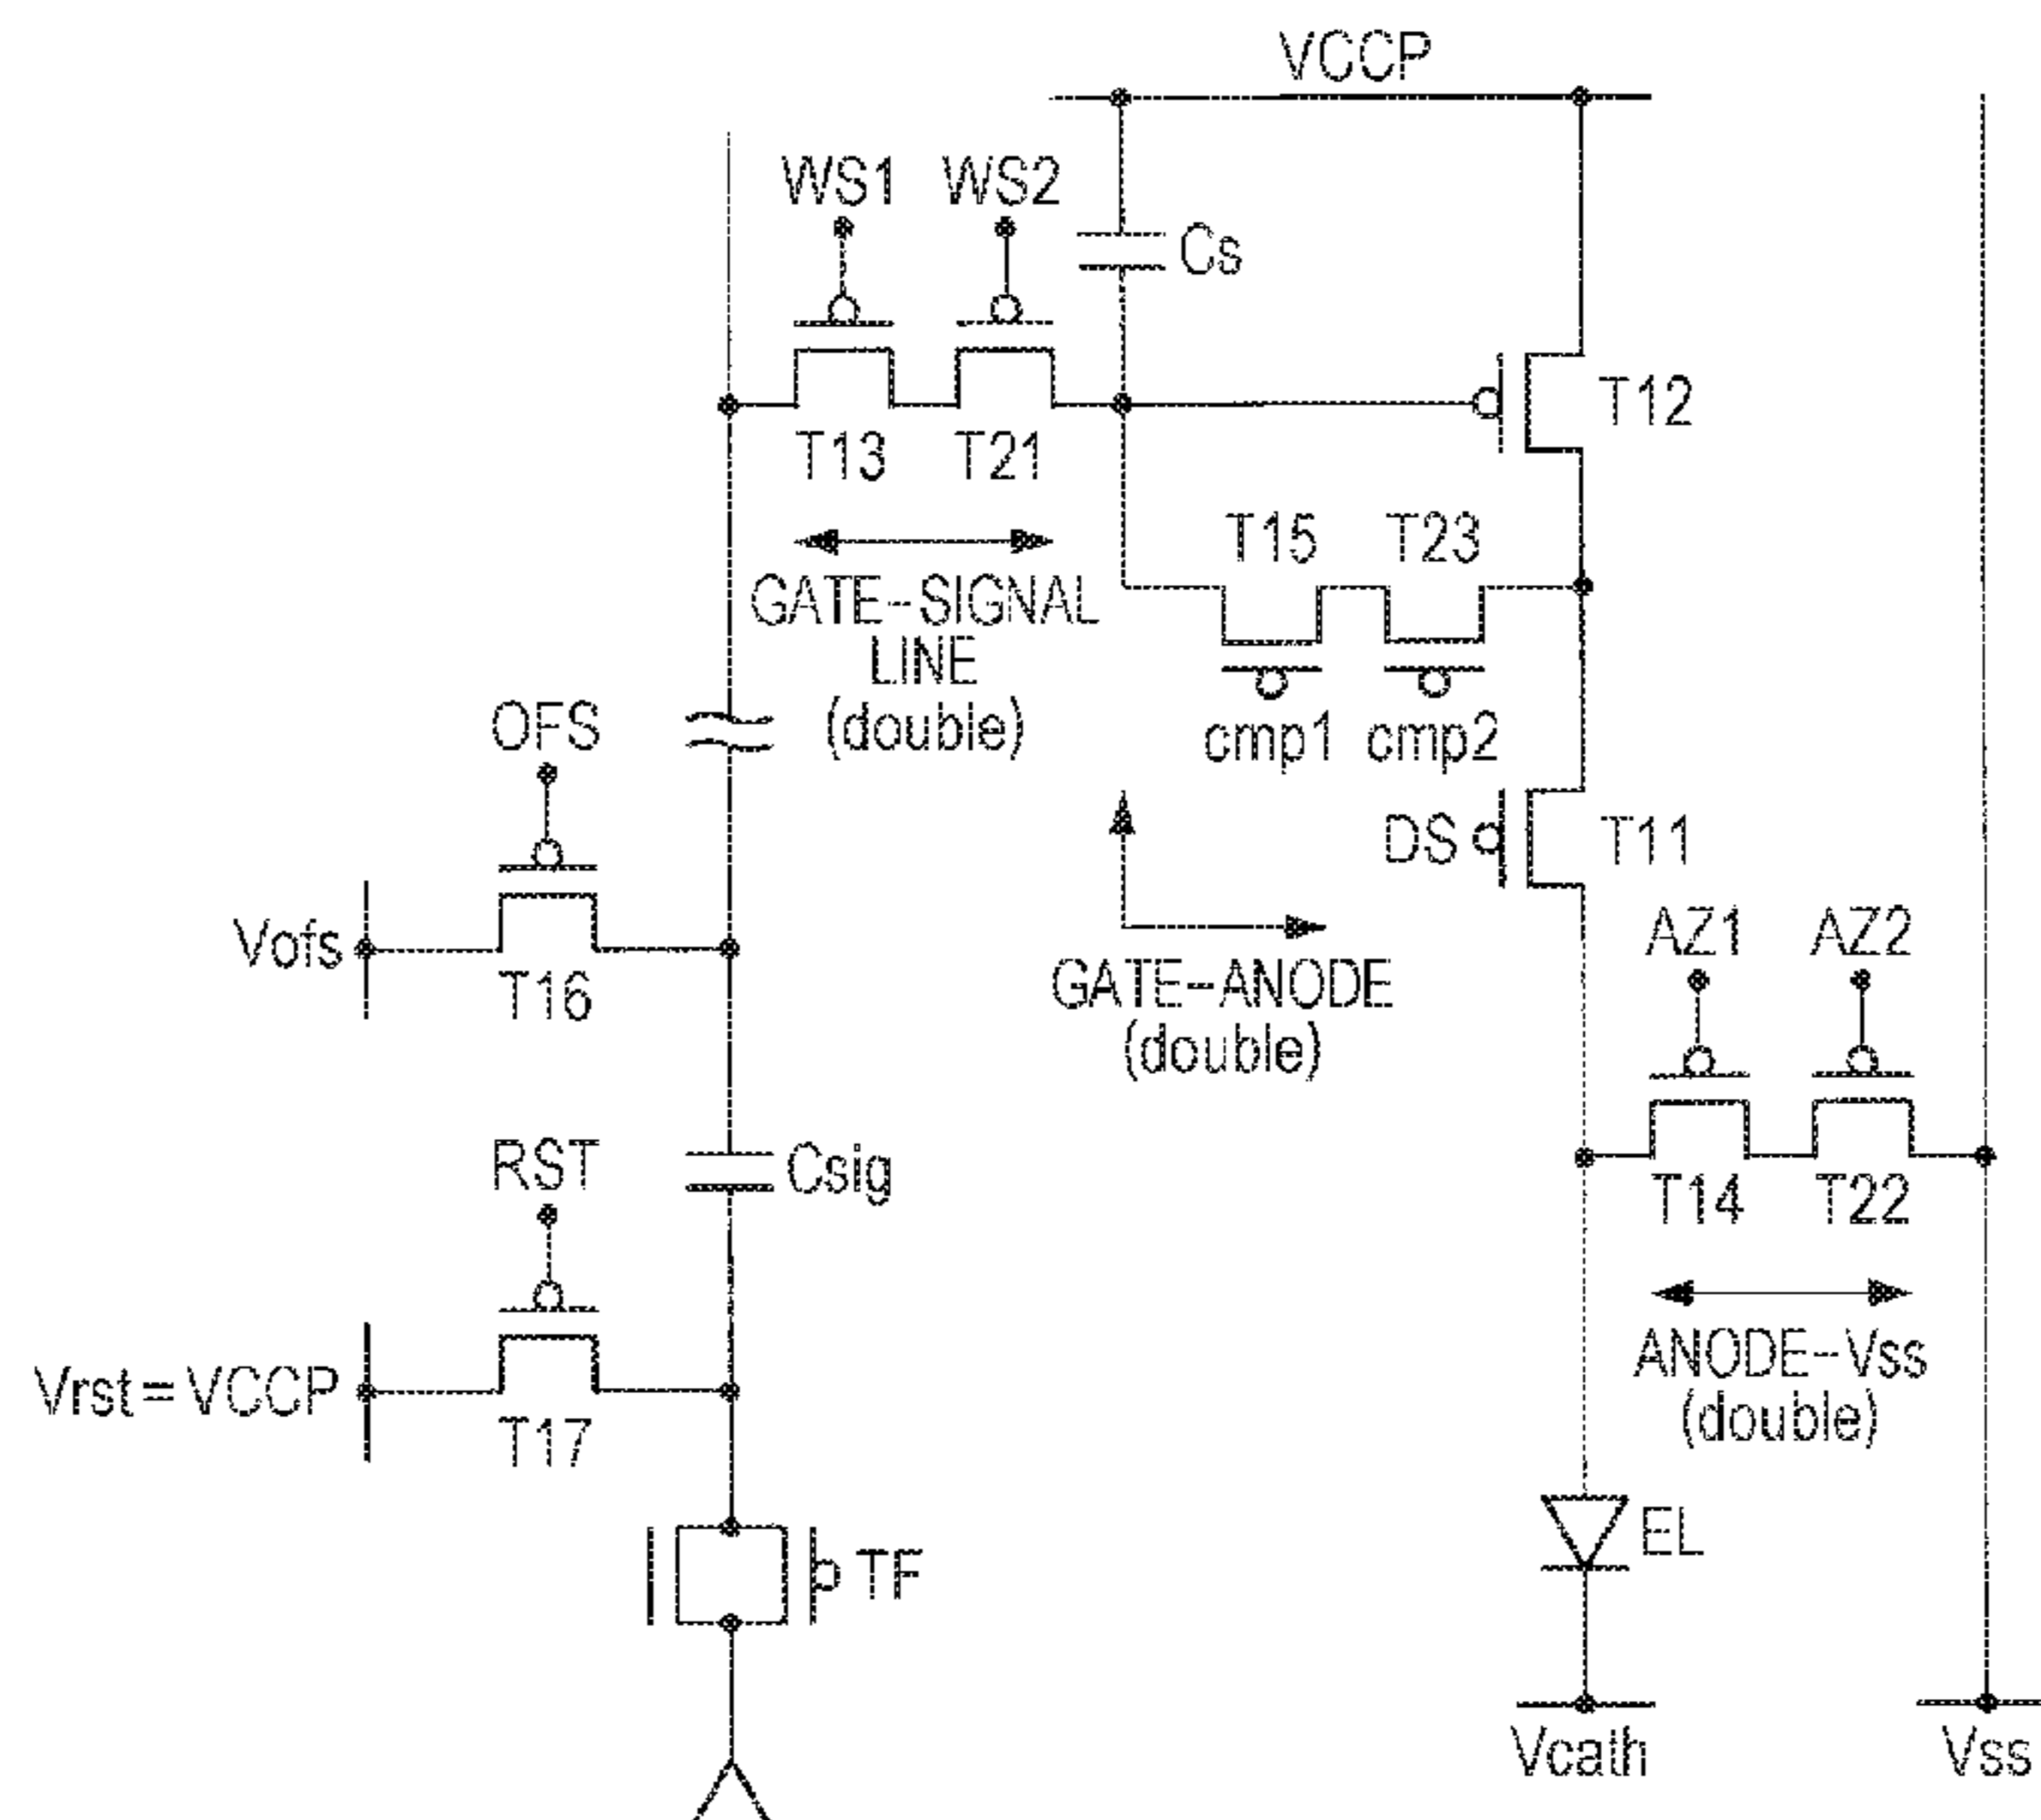 VCCP
WS1 WS2
Cs
T12
T13 T21
T15 T23
GATE--SIGNAL
LINE
(double)
cmp1 cmp2
OFS
DS T11
Vofs
T16
GATE--ANODE
(double)
AZ1 AZ2
RST
Csig
T14 T22
Vrst=VCCP
T17
ANODE--Vss
(double)
TF
EL
Vcath
Vss